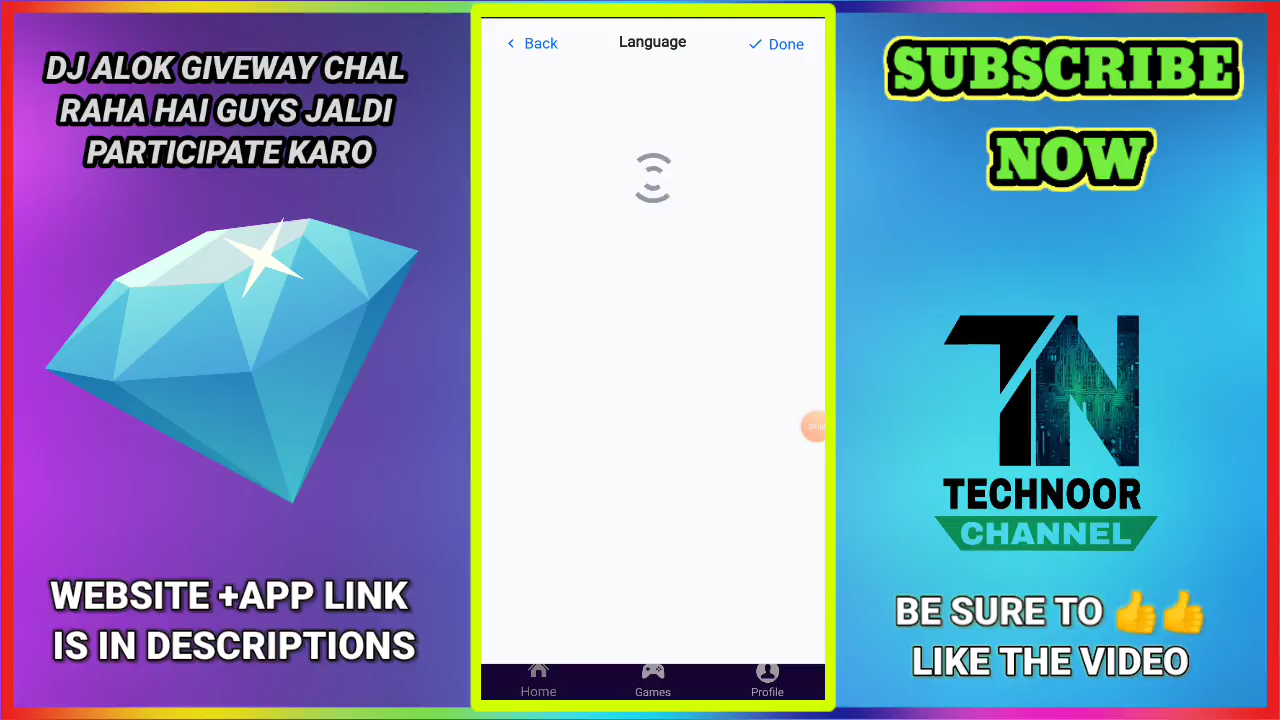 DJ ALOK GIVEWAY CHAL
RAHA HAI GUYS JALDI
PARTICIPATE KARO
WEBSITE +APP LINK
IS IN DESCRIPTIONS
Back
Language
Done
Home
Games
Profile
SUBSCRIBE
NOW
TN
TECHNOOR
CHANNEL
BE SURE TO 👍👍
LIKE THE VIDEO